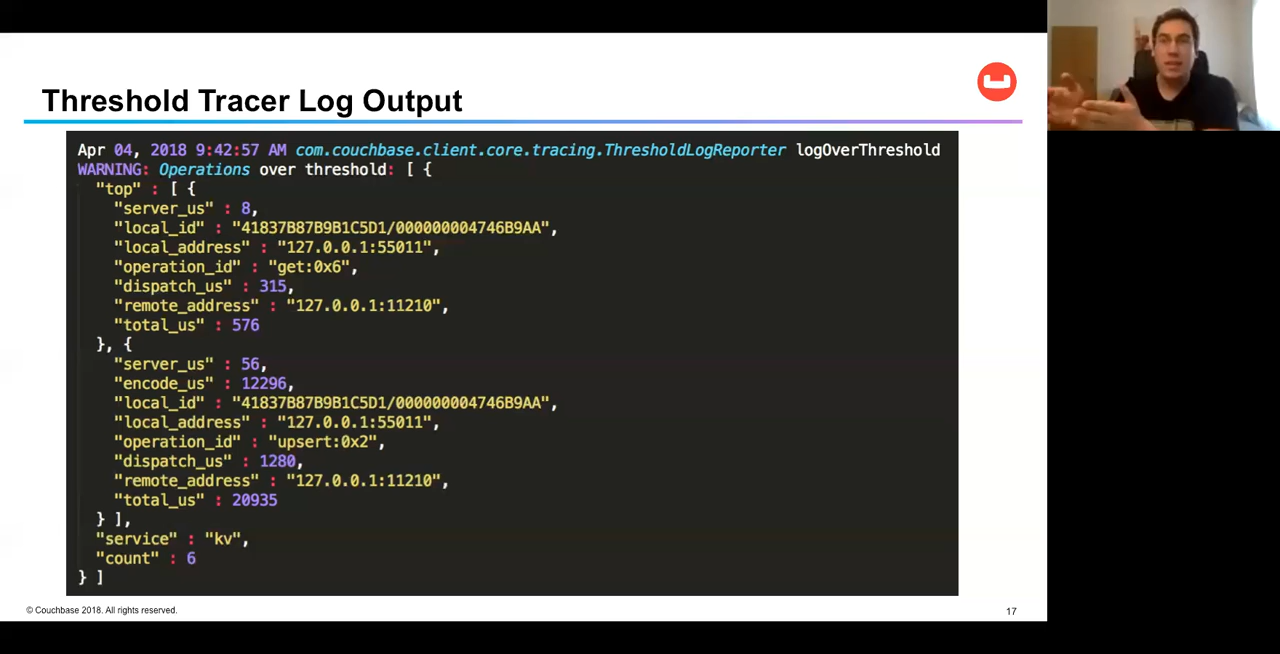 Threshold Tracer Log Output
Apr 04, 2018 9:42:57 AM com.couchbase.client.core.tracing.ThresholdLogReporter logOverThreshold
WARNING: Operations over threshold: [ {
"top" : [ {
"server_us" : 8,
"local_id" : "41837B87B9B1C5D1/000000004746B9AA",
"local_address" : "127.0.0.1:55011",
"operation_id" : "get:0x6",
"dispatch_us" : 315,
"remote_address" : "127.0.0.1:11210",
"total_us" : 576
}, {
"server_us" : 56,
"encode_us" : 12296,
"local_id" : "41837B87B9B1C5D1/000000004746B9AA",
"local_address" : "127.0.0.1:55011",
"operation_id" : "upsert:0x2",
"dispatch_us" : 1280,
"remote_address" : "127.0.0.1:11210",
"total_us" : 20935
} ],
"service" : "kv",
"count" : 6
} ]
© Couchbase 2018. All rights reserved.
17